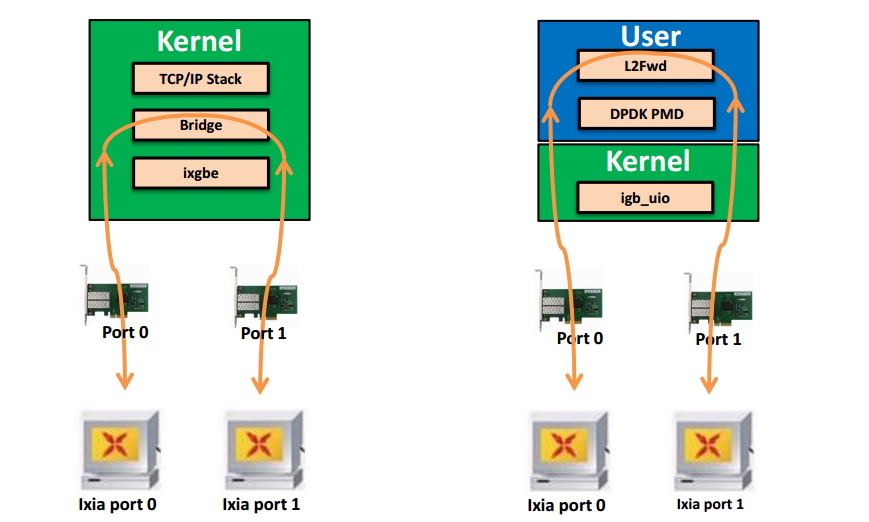 Kernel
TCP/IP Stack
Bridge
ixgbe
Port 0
Port 1
Ixia port 0
Ixia port 1
User
L2Fwd
DPDK PMD
Kernel
igb_uio
Port 0
Port 1
Ixia port 0
Ixia port 1